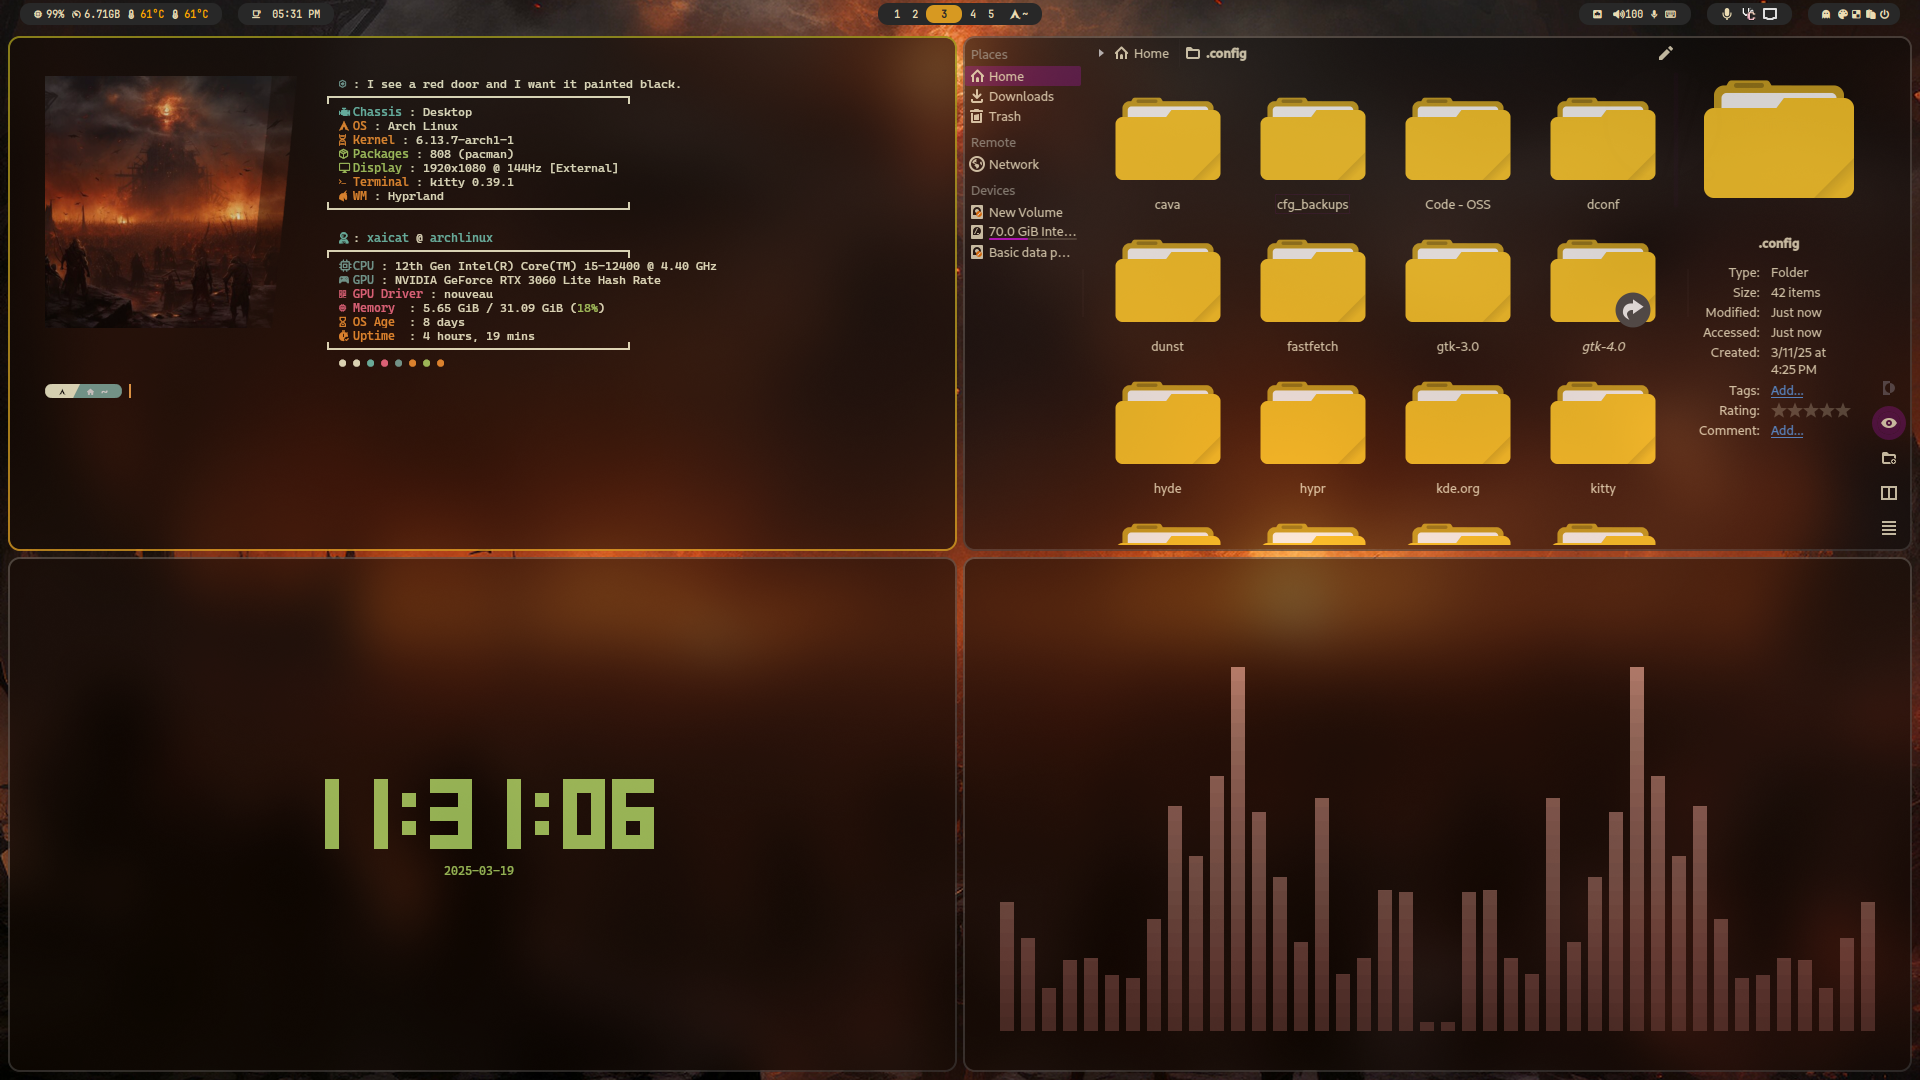 99% 6.71GB 61°C 61°C
05:31 PM
1 2 3 4 5 ~
100
: I see a red door and I want it painted black.
Chassis : Desktop
OS : Arch Linux
Kernel : 6.13.7-arch1-1
Packages : 808 (pacman)
Display : 1920x1080 @ 144Hz [External]
Terminal : kitty 0.39.1
WM : Hyprland
: xaicat @ archlinux
CPU : 12th Gen Intel(R) Core(TM) i5-12400 @ 4.40 GHz
GPU : NVIDIA GeForce RTX 3060 Lite Hash Rate
GPU Driver : nouveau
Memory : 5.65 GiB / 31.09 GiB (18%)
OS Age : 8 days
Uptime : 4 hours, 19 mins
~
Places
Home
Downloads
Trash
Remote
Network
Devices
New Volume
70.0 GiB Inte...
Basic data p...
Home .config
cava cfg_backups Code - OSS dconf
dunst fastfetch gtk-3.0 gtk-4.0
hyde hypr kde.org kitty
.config
Type: Folder
Size: 42 items
Modified: Just now
Accessed: Just now
Created: 3/11/25 at
4:25 PM
Tags: Add...
Rating:
Comment: Add...
11:31:06
2025-03-19